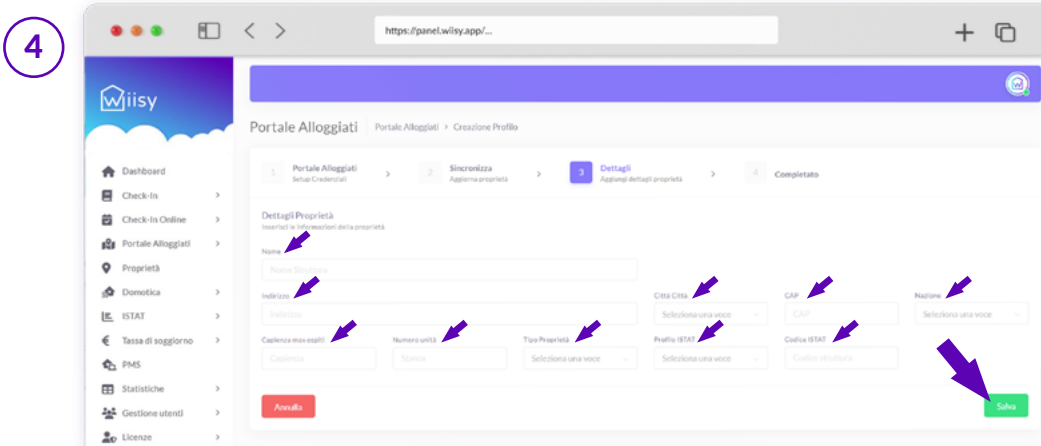 4
https://panel.wiisy.app/...
Wiisy
Portale Alloggiati Portale Alloggiati > Creazione Profilo
Dashboard
Check-In
Check-In Online
Portale Alloggiati
Proprietà
Domotica
ISTAT
Tassa di soggiorno
PMS
Statistiche
Gestione utenti
Licenze
1 Portale Alloggiati
Setup Credenziali
2 Sincronizza
Aggiorna proprietà
3 Dettagli
Aggiungi dettagli proprietà
4 Completato
Dettagli Proprietà
Inserisci le informazioni della proprietà
Nome
Nome Struttura
Indirizzo Città Città CAP Nazione
Indirizzo Seleziona una voce CAP Seleziona una voce
Capienza max ospiti Numero unità Tipo Proprietà Profilo ISTAT Codice ISTAT
Capienza Nome Seleziona una voce Seleziona una voce Codice struttura
Annulla Salva